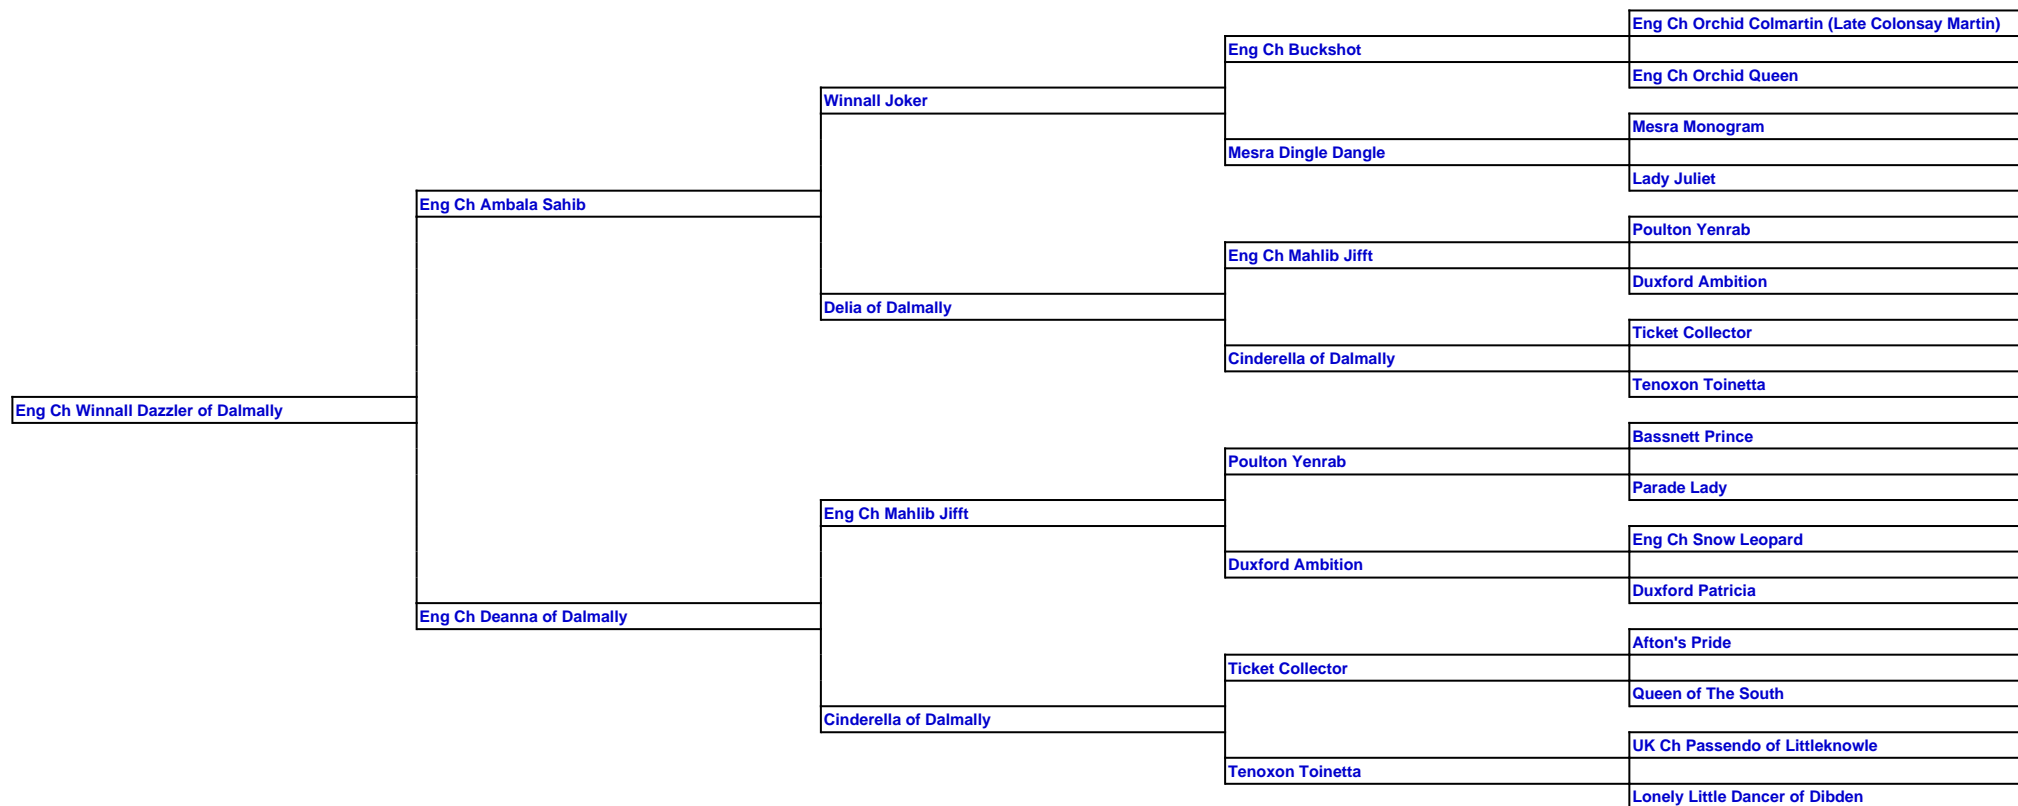 Eng Ch Orchid Colmartin (Late Colonsay Martin)
Eng Ch Buckshot
Eng Ch Orchid Queen
Winnall Joker
Mesra Monogram
Mesra Dingle Dangle
Lady Juliet
Eng Ch Ambala Sahib
Poulton Yenrab
Eng Ch Mahlib Jifft
Duxford Ambition
Delia of Dalmally
Ticket Collector
Cinderella of Dalmally
Tenoxon Toinetta
Eng Ch Winnall Dazzler of Dalmally
Bassnett Prince
Poulton Yenrab
Parade Lady
Eng Ch Mahlib Jifft
Eng Ch Snow Leopard
Duxford Ambition
Duxford Patricia
Eng Ch Deanna of Dalmally
Afton's Pride
Ticket Collector
Queen of The South
Cinderella of Dalmally
UK Ch Passendo of Littleknowle
Tenoxon Toinetta
Lonely Little Dancer of Dibden